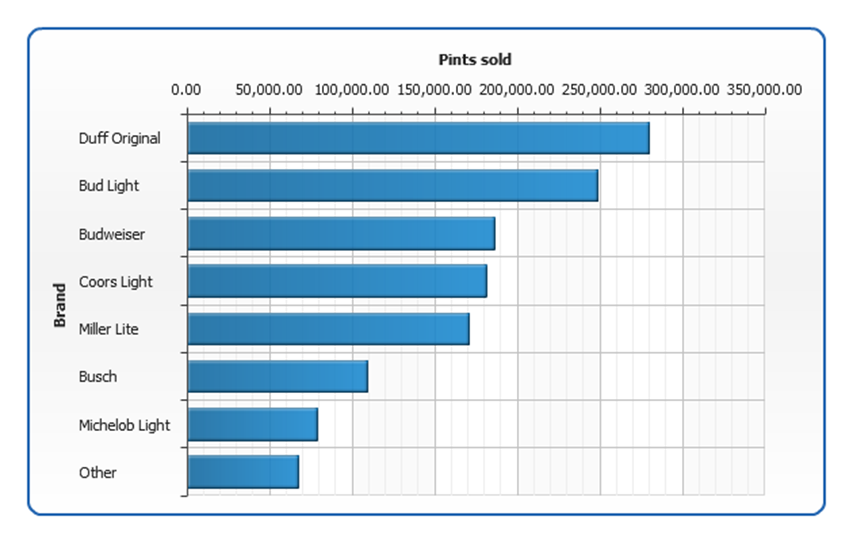 Pints sold
0.00 50,000.00 100,000.00 150,000.00 200,000.00 250,000.00 300,000.00 350,000.00
Brand
Duff Original
Bud Light
Budweiser
Coors Light
Miller Lite
Busch
Michelob Light
Other